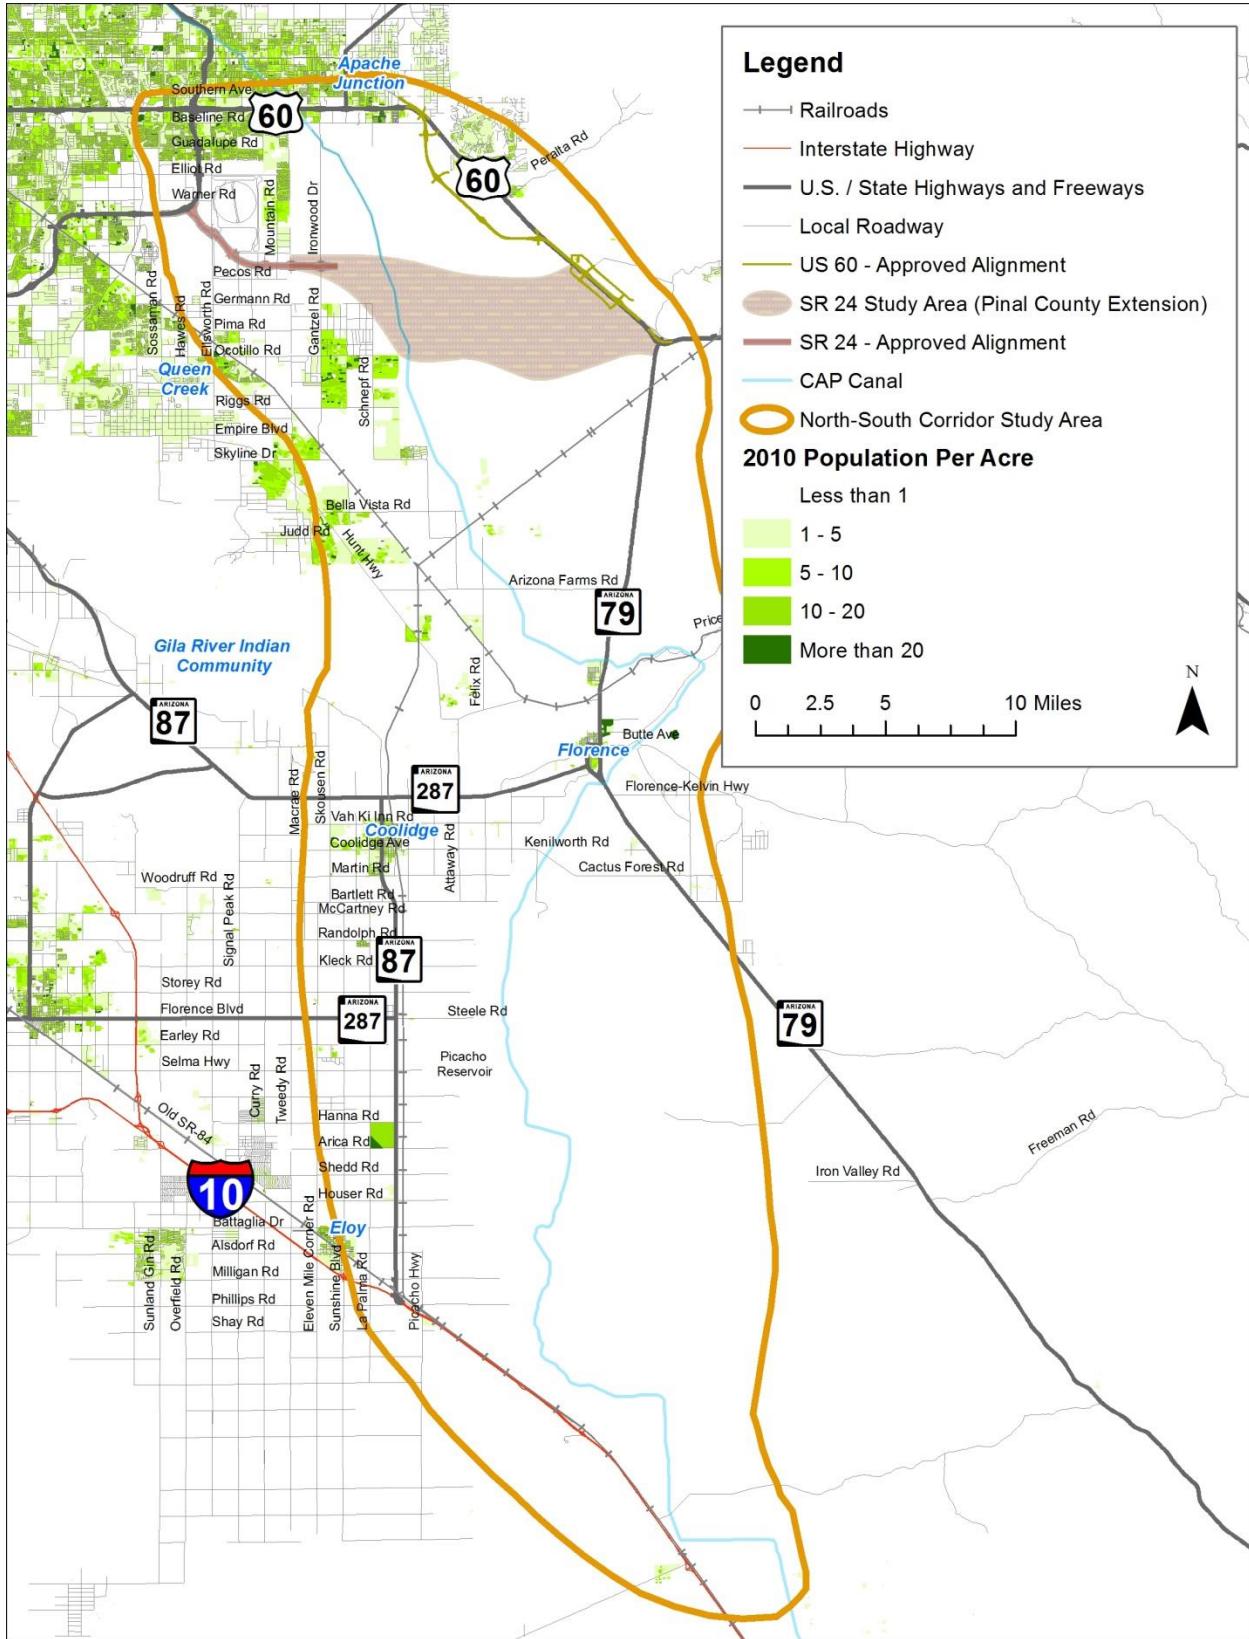 Apache
Junction
Southern Ave
60
Baseline Rd
Guadalupe Rd
Elliot Rd
Warner Rd
60
Peralta Rd
Mountain Rd
Ironwood Dr
Pecos Rd
Germann Rd
Pima Rd
Ocotillo Rd
Sossaman Rd
Hawes Rd
Ellsworth Rd
Gantzel Rd
Schnepf Rd
Queen
Creek
Riggs Rd
Empire Blvd
Skyline Dr
Bella Vista Rd
Judd Rd
Hunt Hwy
Arizona Farms Rd
ARIZONA
79
Price
Gila River Indian
Community
Felix Rd
ARIZONA
87
Butte Ave
Florence
Florence-Kelvin Hwy
ARIZONA
287
Macrae Rd
Skousen Rd
Vah Ki Inn Rd
Coolidge
Coolidge Ave
Attaway Rd
Kenilworth Rd
Cactus Forest Rd
Martin Rd
Woodruff Rd
Bartlett Rd
McCartney Rd
Signal Peak Rd
Randolph Rd
Kleck Rd
ARIZONA
87
Storey Rd
Florence Blvd
ARIZONA
287
Steele Rd
ARIZONA
79
Earley Rd
Selma Hwy
Picacho
Reservoir
Curry Rd
Tweedy Rd
Old SR-84
Hanna Rd
Arica Rd
Shedd Rd
Houser Rd
Freeman Rd
Iron Valley Rd
10
Battaglia Dr
Eloy
Alsdorf Rd
Milligan Rd
Phillips Rd
Shay Rd
Sunland Gin Rd
Overfield Rd
Eleven Mile Corner Rd
Sunshine Blvd
La Palma Rd
Picacho Hwy
Legend
Railroads
Interstate Highway
U.S. / State Highways and Freeways
Local Roadway
US 60 - Approved Alignment
SR 24 Study Area (Pinal County Extension)
SR 24 - Approved Alignment
CAP Canal
North-South Corridor Study Area
2010 Population Per Acre
Less than 1
1 - 5
5 - 10
10 - 20
More than 20
0 2.5 5 10 Miles
N